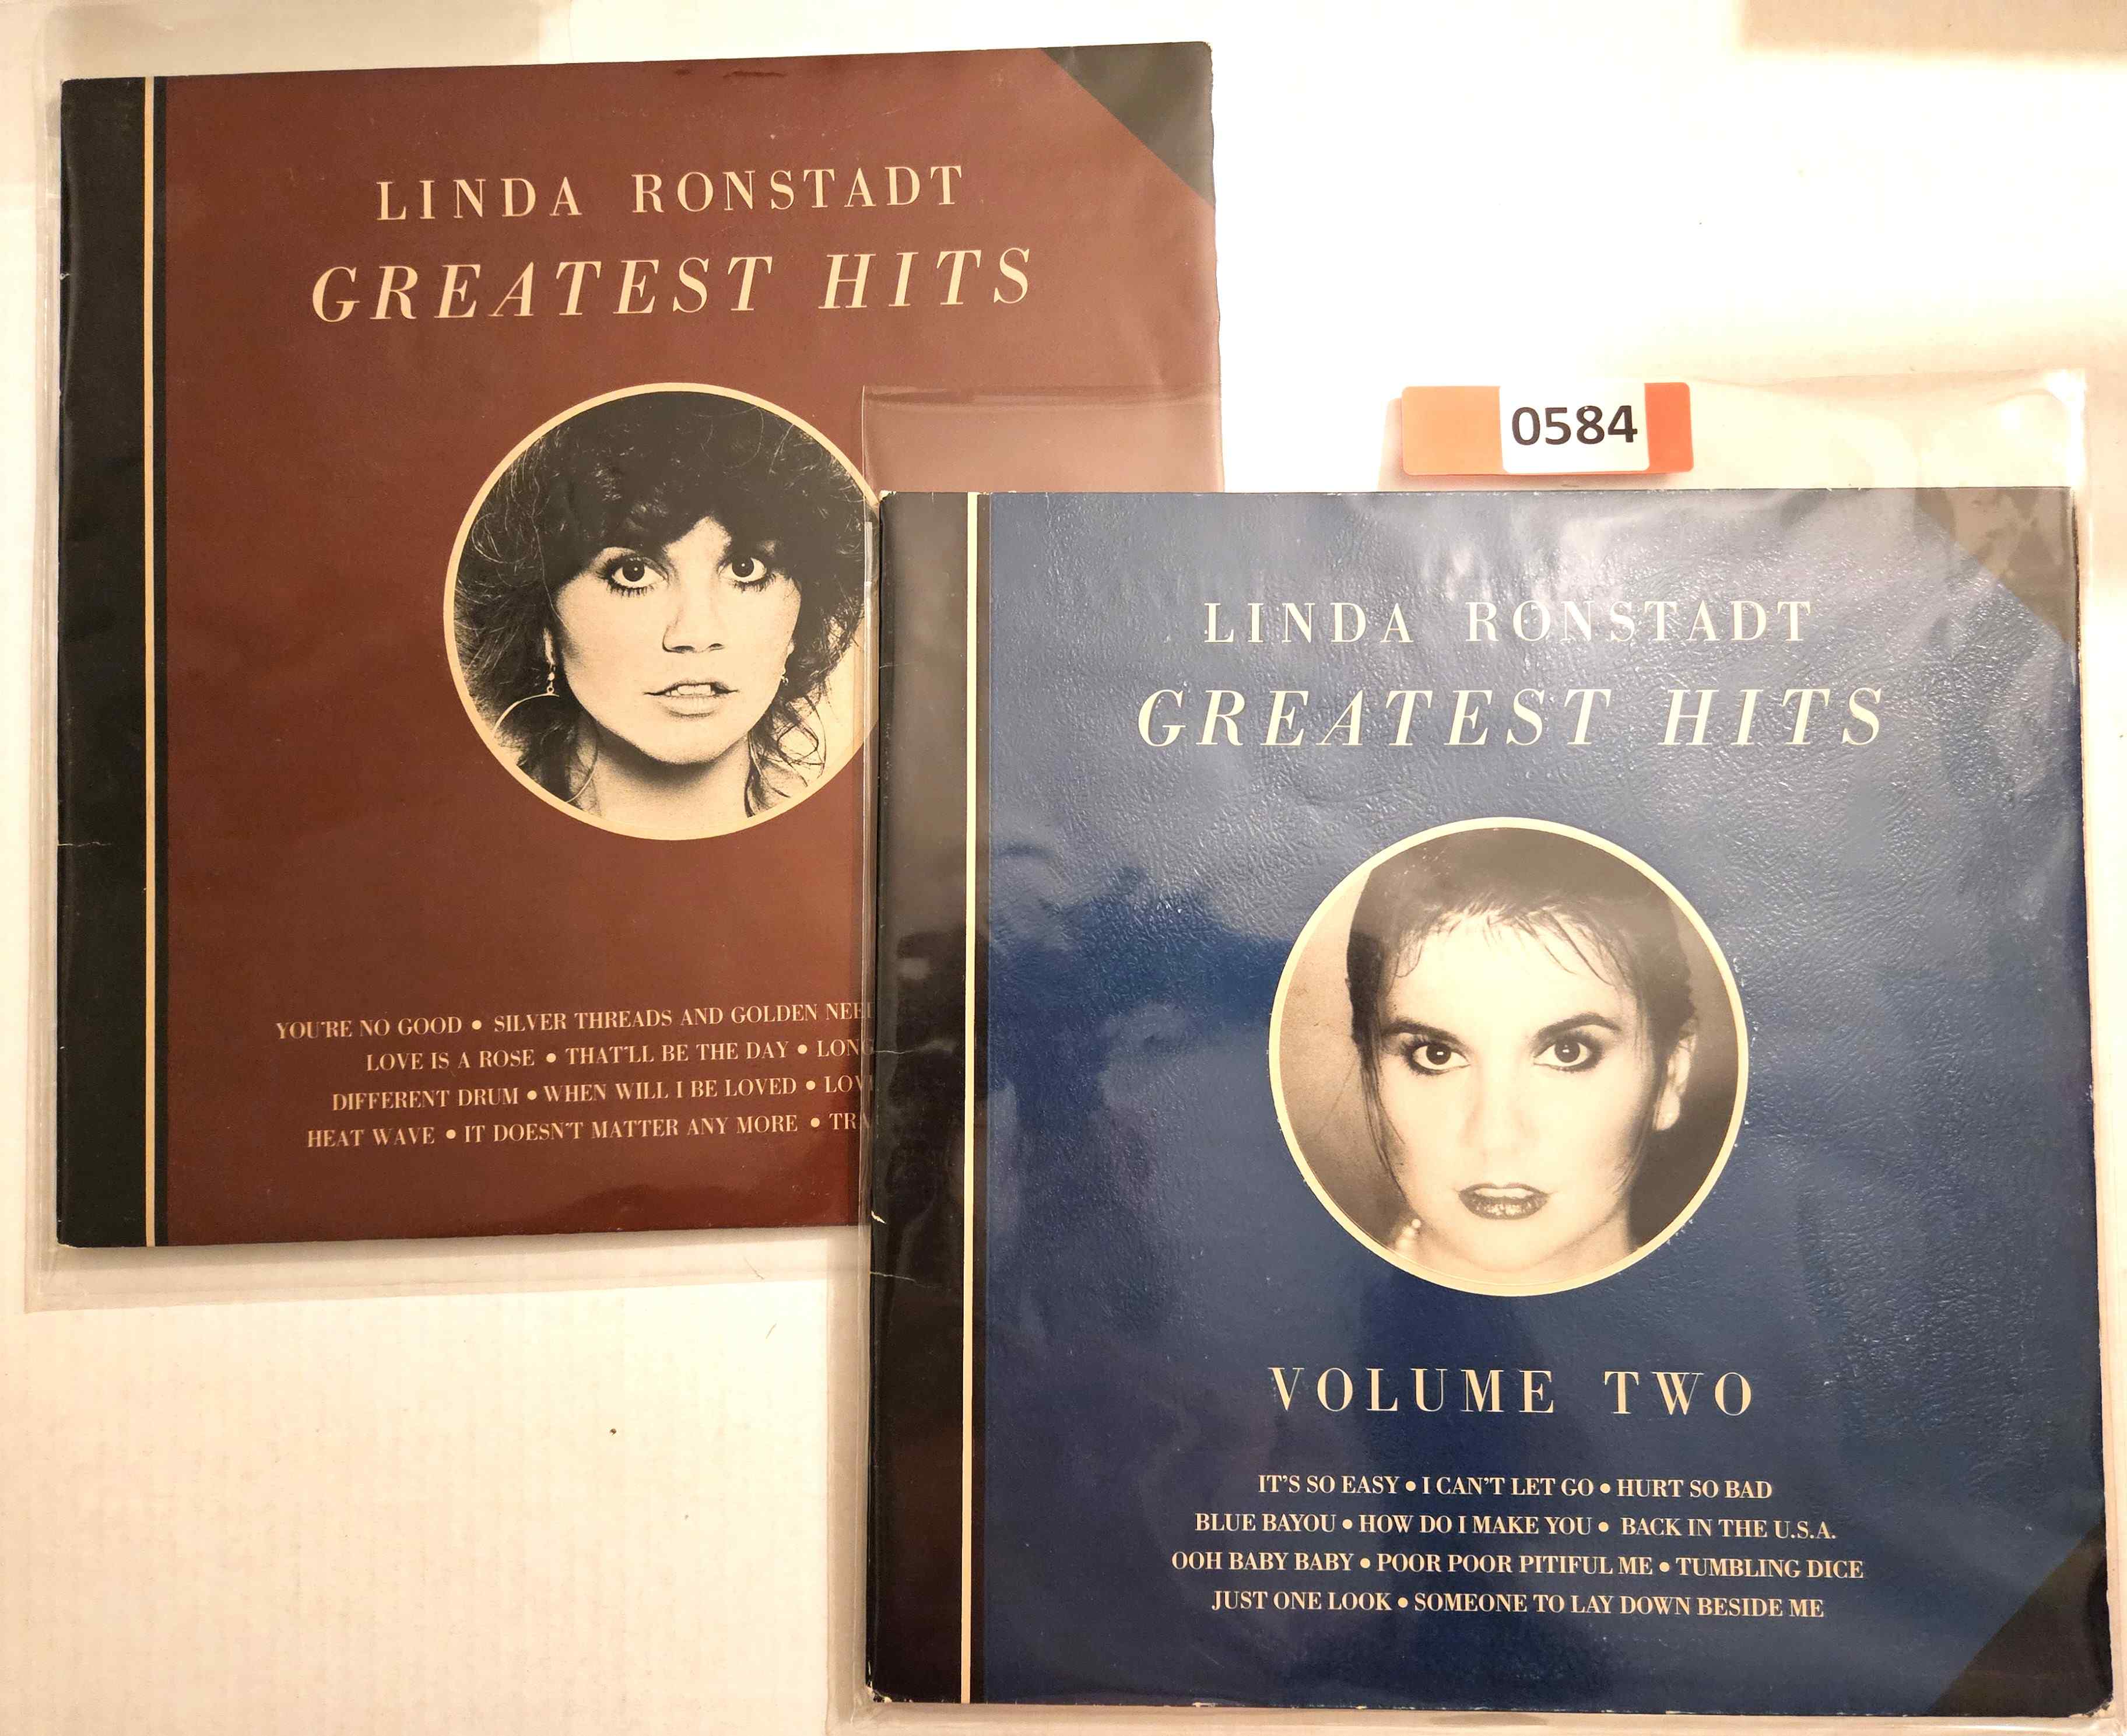 LINDA RONSTADT
GREATEST HITS
YOU'RE NO GOOD • SILVER THREADS AND GOLDEN
LOVE IS A ROSE • THAT'LL BE THE DAY •
DIFFERENT DRUM • WHEN WILL I BE LOVED •
HEAT WAVE • IT DOESN'T MATTER ANY MORE •
0584
LINDA RONSTADT
GREATEST HITS
VOLUME TWO
IT'S SO EASY • I CAN'T LET GO • HURT SO BAD
BLUE BAYOU • HOW DO I MAKE YOU • BACK IN THE U.S.A.
OOH BABY BABY • POOR POOR PITIFUL ME • TUMBLING DICE
JUST ONE LOOK • SOMEONE TO LAY DOWN BESIDE ME